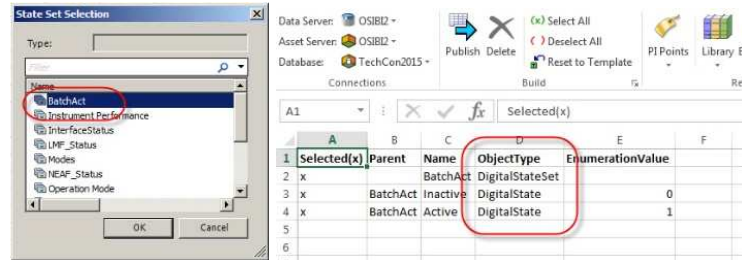 State Set Selection
Type:
Filter
Name
BatchAct
Instrument Performance
InterfaceStatus
LMF_Status
Modes
NEAF_Status
Operation Mode
OK Cancel
Data Server: OSIBI2
Asset Server: OSIBI2
Database: TechCon2015
Connections
Publish Delete
(x) Select All
( ) Deselect All
Reset to Template
Build
PI Points Library E
Re
A1 fx Selected(x)
A B C D E F
1 Selected(x) Parent Name ObjectType EnumerationValue
2 x BatchAct DigitalStateSet
3 x BatchAct Inactive DigitalState 0
4 x BatchAct Active DigitalState 1
5
6